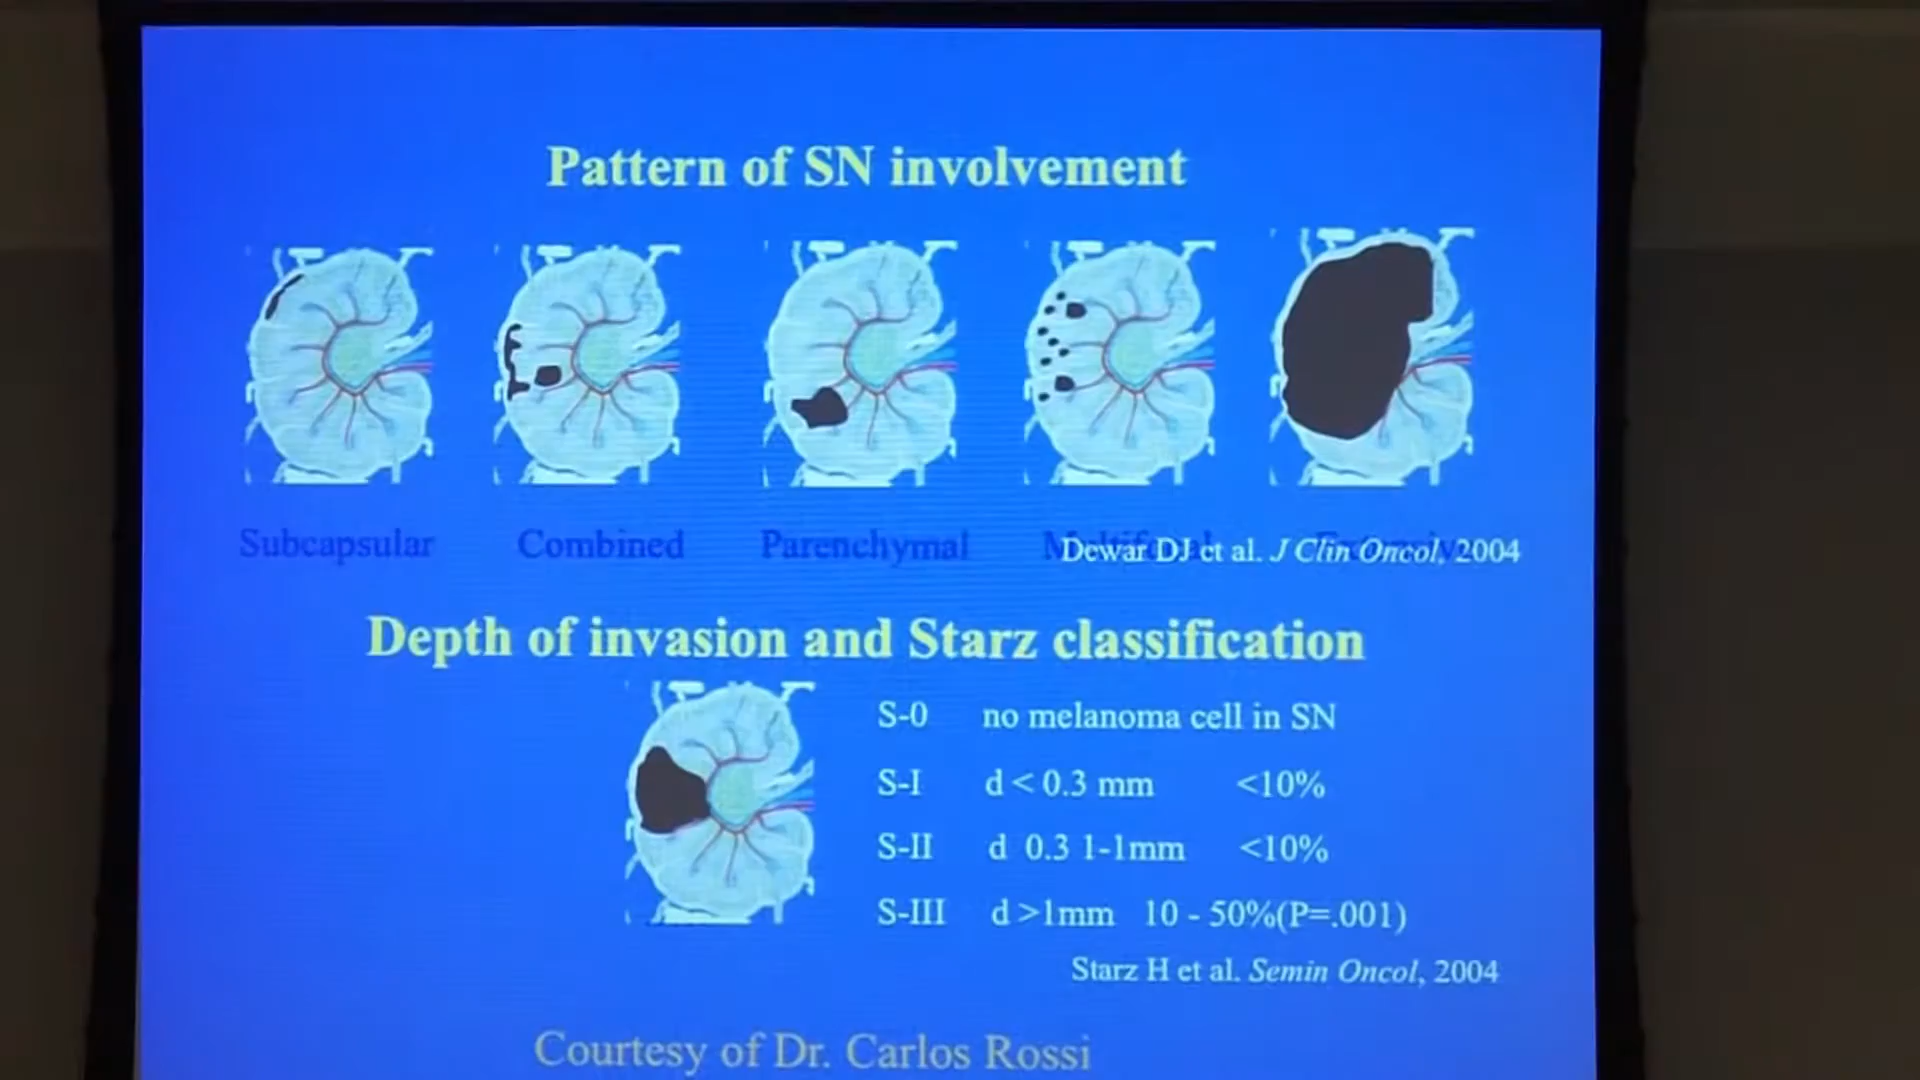 Pattern of SN involvement
Subcapsular Combined Parenchymal
Dewar DJ et al. J Clin Oncol, 2004
Depth of invasion and Starz classification
S-0 no melanoma cell in SN
S-I d < 0.3 mm <10%
S-II d 0.3 1-1mm <10%
S-III d >1mm 10 - 50%(P=.001)
Starz H et al. Semin Oncol, 2004
Courtesy of Dr. Carlos Rossi